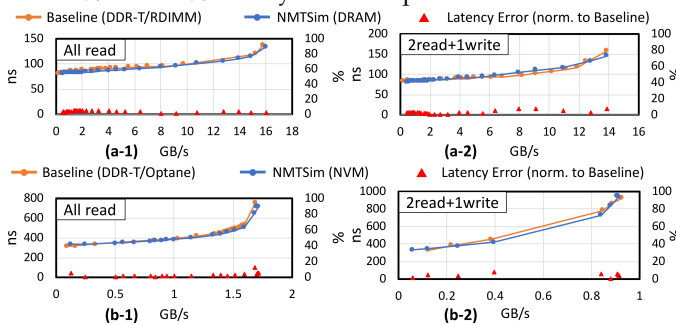 Baseline (DDR-T/RDIMM) NMTSim (DRAM) Latency Error (norm. to Baseline)
All read
ns
150
100
50
0
100
80
60
40
20
0
%
0 2 4 6 8 10 12 14 16 18
(a-1) GB/s
2read+1write
ns
200
150
100
50
0
100
80
60
40
20
0
%
0 2 4 6 8 10 12 14 16
(a-2) GB/s
Baseline (DDR-T/Optane) NMTSim (NVM) Latency Error (norm. to Baseline)
All read
ns
800
600
400
200
0
100
80
60
40
20
0
%
0 0.5 1 1.5 2
(b-1) GB/s
2read+1write
ns
1000
800
600
400
200
0
100
80
60
40
20
0
%
0 0.2 0.4 0.6 0.8 1
(b-2) GB/s